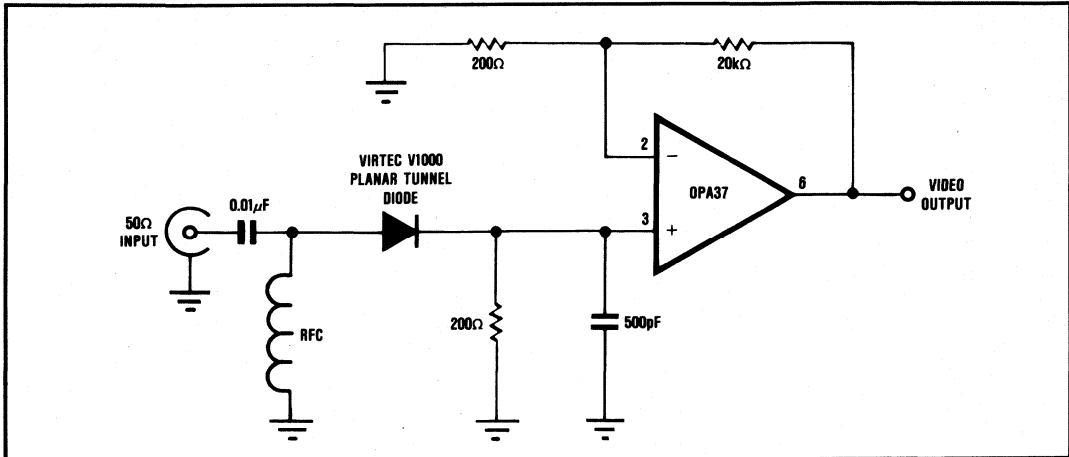 200Ω
20kΩ
VIRTEC V1000
PLANAR TUNNEL
DIODE
2
−
OPA37
6
VIDEO
OUTPUT
50Ω
INPUT
0.01µF
3
+
RFC
200Ω
500pF